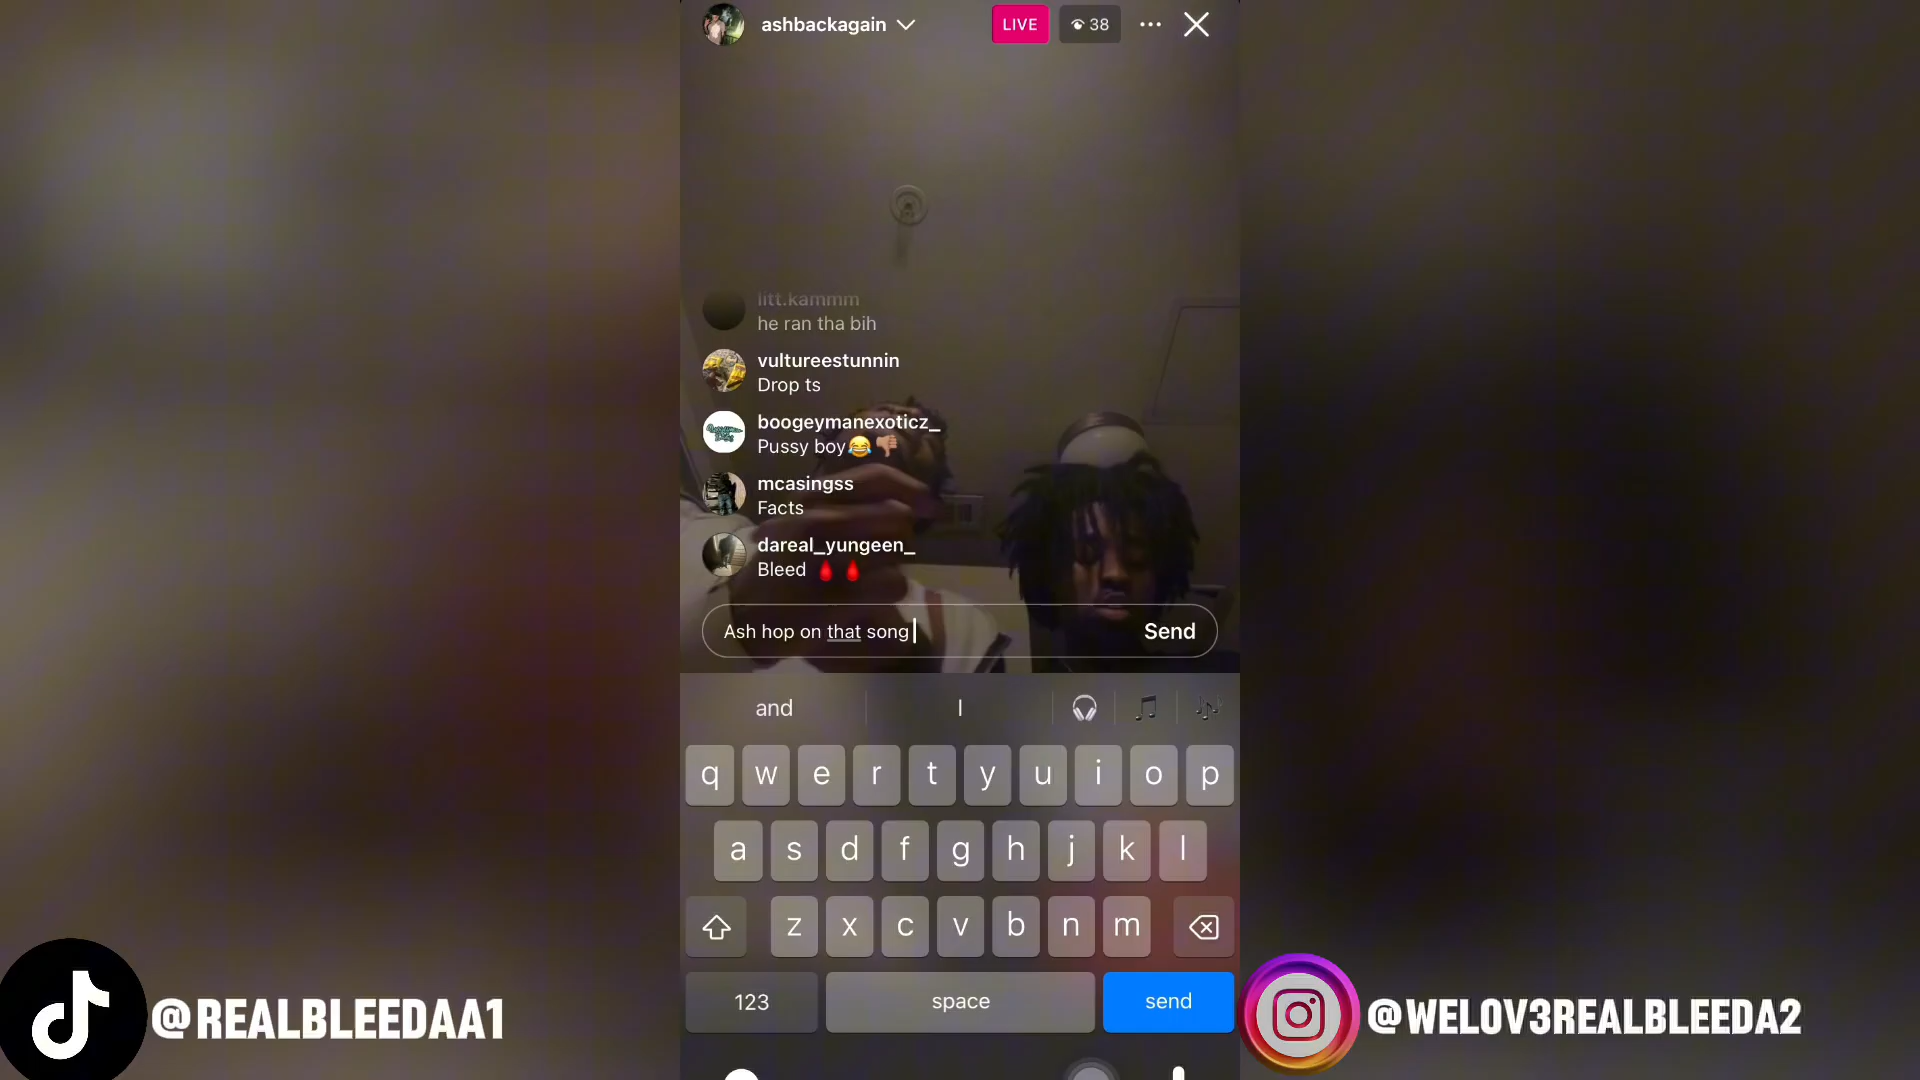 ashbackagain
LIVE
38
litt.kammm
he ran tha bih
vultureestunnin
Drop ts
boogeymanexoticz_
Pussy boy😂👎🏽
mcasingss
Facts
dareal_yungeen_
Bleed 🩸🩸
Ash hop on that song
Send
and
I
q w e r t y u i o p
a s d f g h j k l
z x c v b n m
123
space
send
@REALBLEEDAA1
@WELOV3REALBLEEDA2